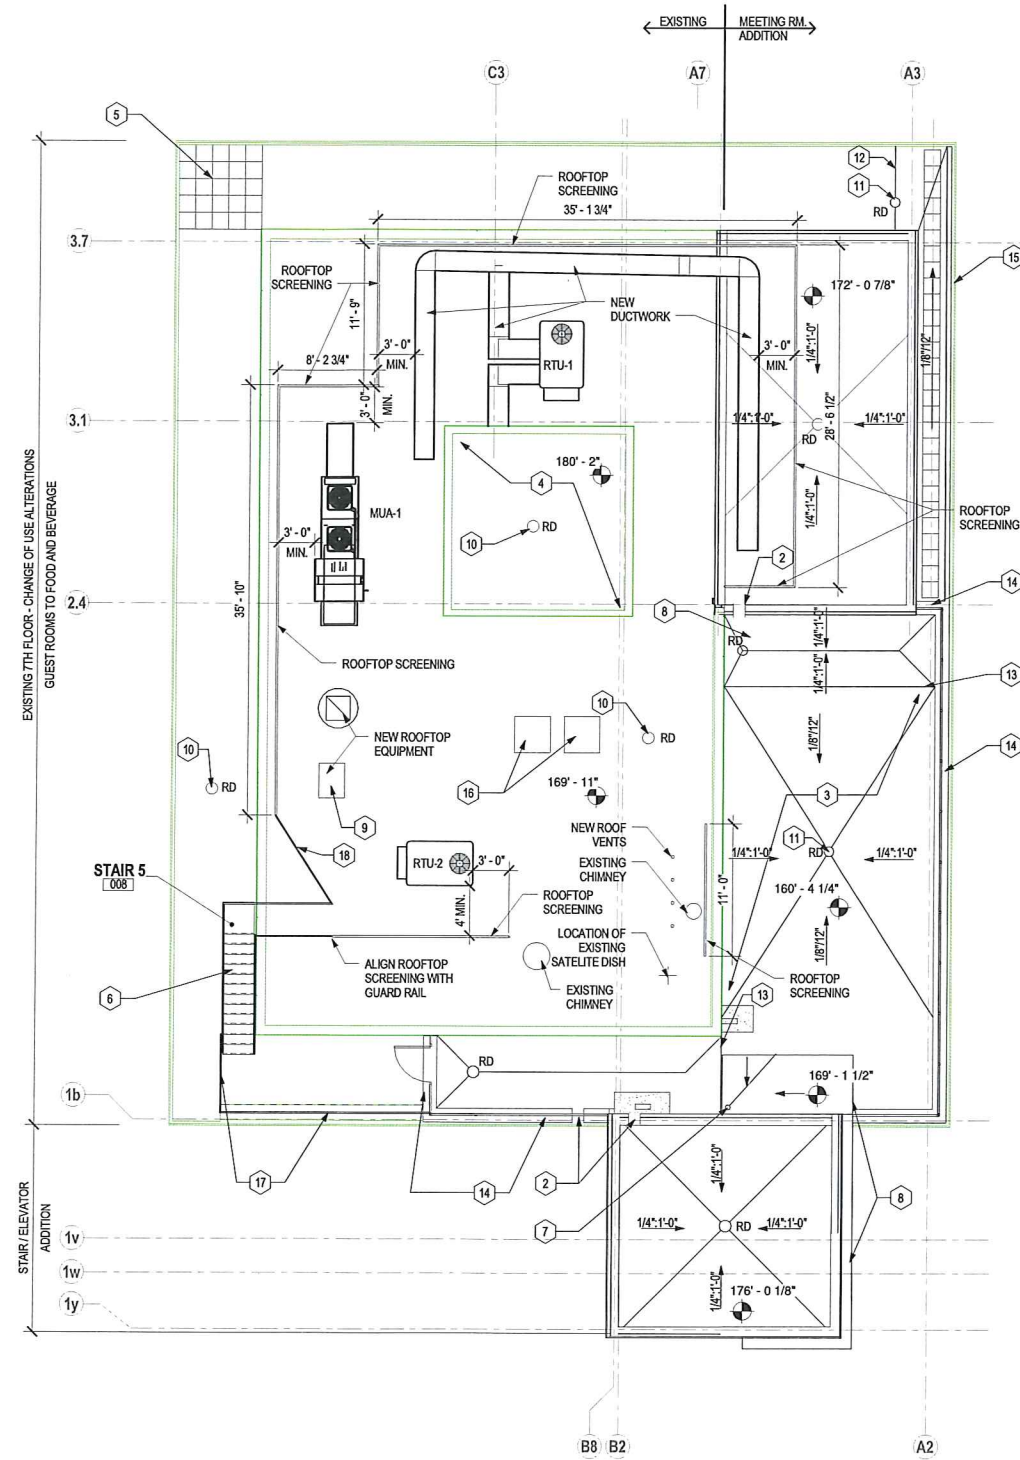 EXISTING
MEETING RM.
ADDITION
C3
A7
A3
5
12
11
RD
ROOFTOP
SCREENING
35' - 1 3/4"
3.7
15
ROOFTOP
SCREENING
11' - 9"
172' - 0 7/8"
NEW
DUCTWORK
1/8"/12"
8' - 2 3/4"
3' - 0"
MIN.
RTU-1
3' - 0"
MIN.
1/4":1'-0"
3' - 0"
MIN.
3.1
1/4":1'-0"
RD
28' - 6 1/2"
1/4":1'-0"
180' - 2"
4
MUA-1
1/4":1'-0"
ROOFTOP
SCREENING
10
RD
3' - 0"
MIN.
2
35' - 10"
14
2.4
8
RD
1/4":1'-0"
ROOFTOP SCREENING
1/4":1'-0"
13
EXISTING 7TH FLOOR - CHANGE OF USE ALTERATIONS
GUEST ROOMS TO FOOD AND BEVERAGE
10
RD
1/8"/12"
NEW ROOFTOP
EQUIPMENT
10
RD
14
16
169' - 11"
3
9
NEW ROOF
VENTS
18
RTU-2
3' - 0"
1/4":1'-0"
RD
11
1/4":1'-0"
STAIR 5
008
EXISTING
CHIMNEY
11' - 0"
160' - 4 1/4"
4' MIN.
ROOFTOP
SCREENING
LOCATION OF
EXISTING
SATELITE DISH
1/8"/12"
ALIGN ROOFTOP
SCREENING WITH
GUARD RAIL
ROOFTOP
SCREENING
6
EXISTING
CHIMNEY
13
RD
169' - 1 1/2"
1b
17
14
2
1/4":1'-0"
8
STAIR / ELEVATOR
ADDITION
7
1/4":1'-0"
RD
1/4":1'-0"
1v
1w
1/4":1'-0"
176' - 0 1/8"
1y
B8
B2
A2